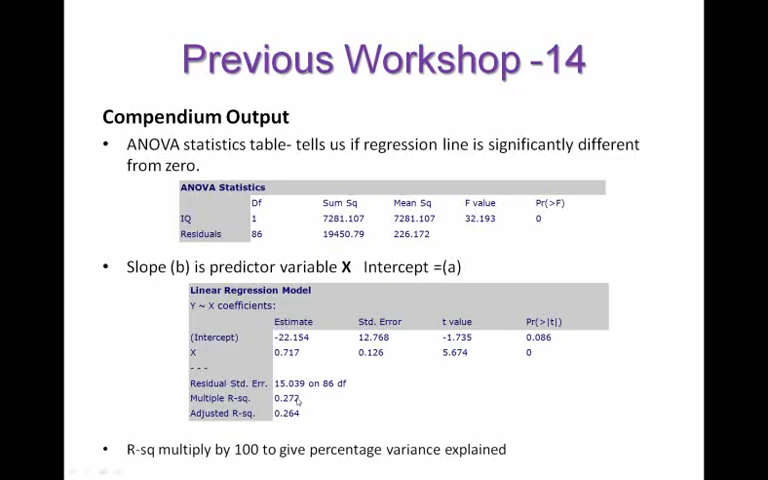 Previous Workshop -14
Compendium Output
• ANOVA statistics table- tells us if regression line is significantly different
from zero.
ANOVA Statistics
Df Sum Sq Mean Sq F value Pr(>F)
IQ 1 7281.107 7281.107 32.193 0
Residuals 86 19450.79 226.172
• Slope (b) is predictor variable X Intercept =(a)
Linear Regression Model
Y ~ X coefficients:
Estimate Std. Error t value Pr(>|t|)
(Intercept) -22.154 12.768 -1.735 0.086
X 0.717 0.126 5.674 0
- - -
Residual Std. Err. 15.039 on 86 df
Multiple R-sq. 0.272
Adjusted R-sq. 0.264
• R-sq multiply by 100 to give percentage variance explained